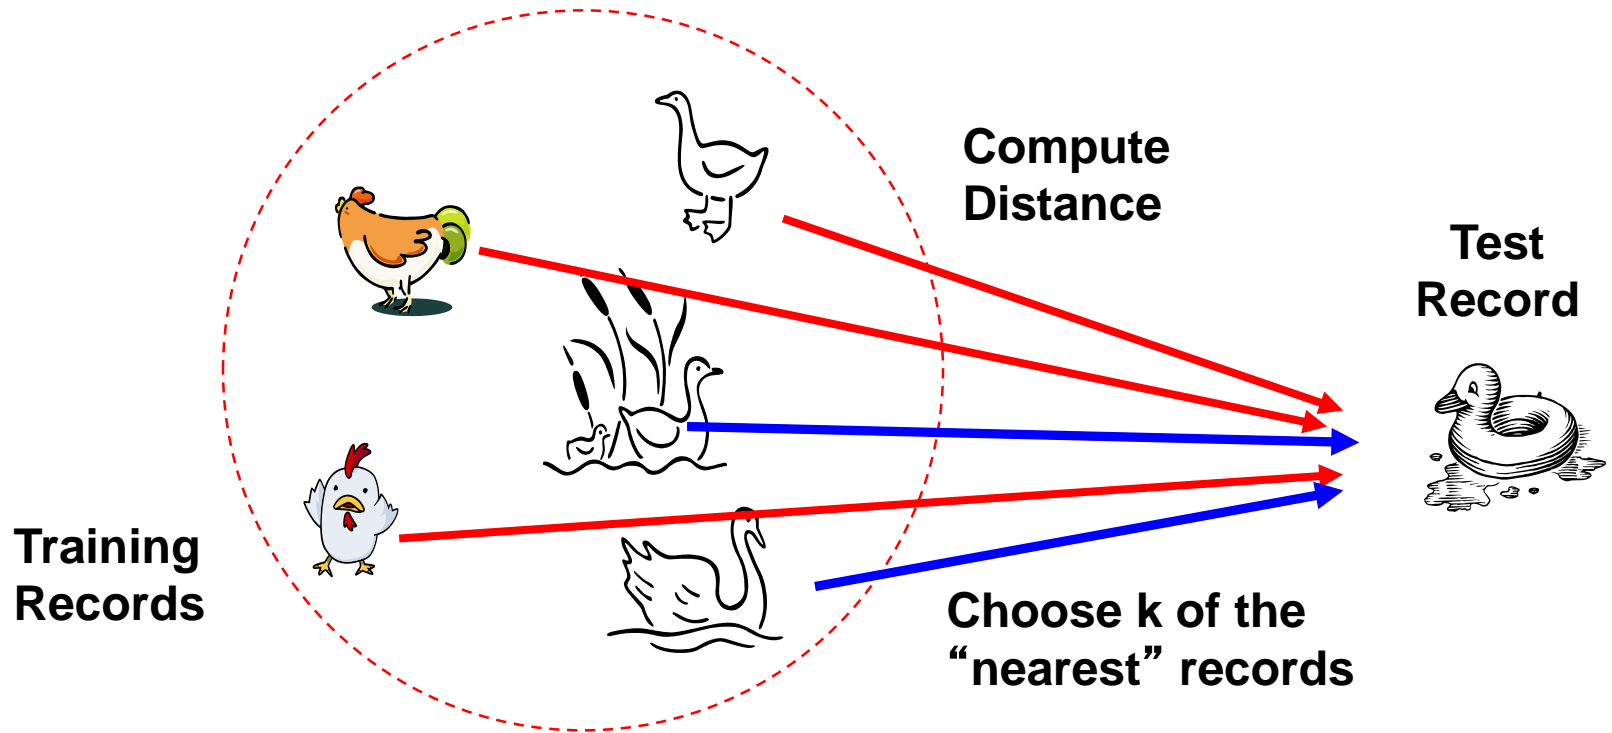 Compute
Distance
Test
Record
Training
Records
Choose k of the
“nearest” records